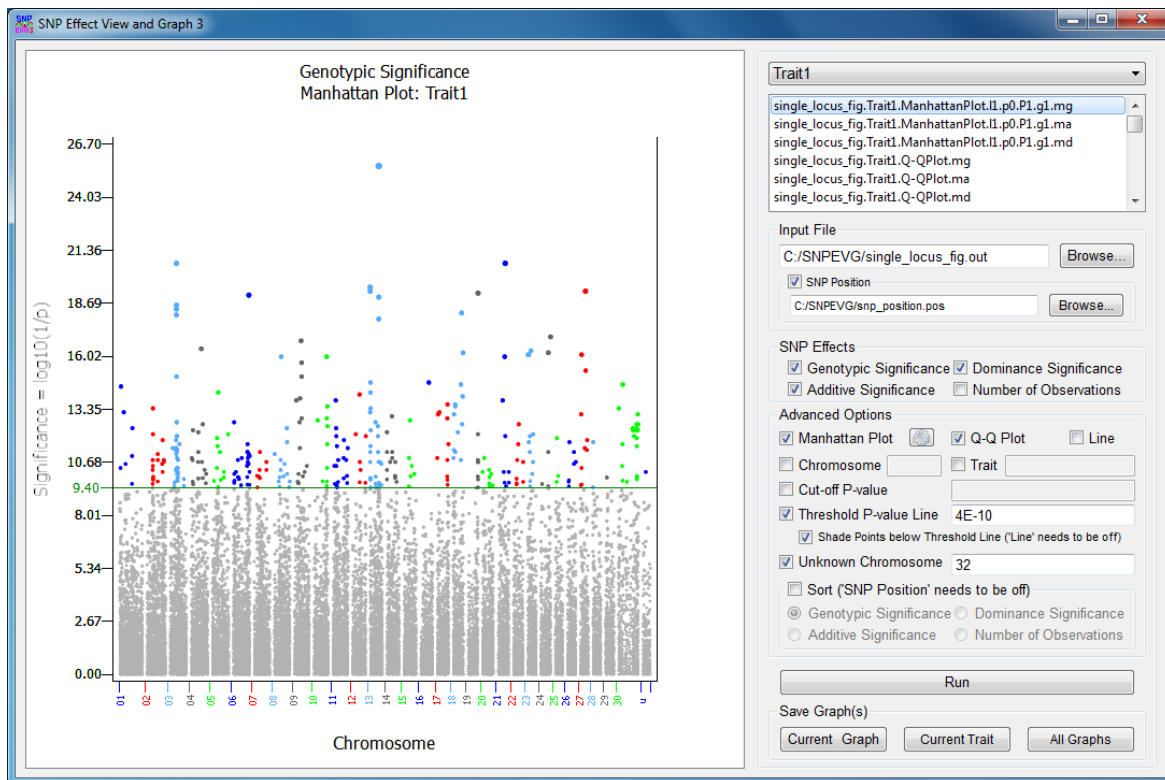 SNP EVG3
SNP Effect View and Graph 3
Genotypic Significance
Manhattan Plot: Trait1
Significance = log10(1/p)
26.70
24.03
21.36
18.69
16.02
13.35
10.68
9.40
8.01
5.34
2.67
0.00
01 02 03 04 05 06 07 08 09 10 11 12 13 14 15 16 17 18 19 20 21 22 23 24 25 26 27 28 29 30 u
Chromosome
Trait1
single_locus_fig.Trait1.ManhattanPlot.l1.p0.P1.g1.mg
single_locus_fig.Trait1.ManhattanPlot.l1.p0.P1.g1.ma
single_locus_fig.Trait1.ManhattanPlot.l1.p0.P1.g1.md
single_locus_fig.Trait1.Q-QPlot.mg
single_locus_fig.Trait1.Q-QPlot.ma
single_locus_fig.Trait1.Q-QPlot.md
Input File
C:/SNPEVG/single_locus_fig.out Browse...
SNP Position
C:/SNPEVG/snp_position.pos Browse...
SNP Effects
Genotypic Significance Dominance Significance
Additive Significance Number of Observations
Advanced Options
Manhattan Plot Q-Q Plot Line
Chromosome Trait
Cut-off P-value
Threshold P-value Line 4E-10
Shade Points below Threshold Line ('Line' needs to be off)
Unknown Chromosome 32
Sort ('SNP Position' needs to be off)
Genotypic Significance Dominance Significance
Additive Significance Number of Observations
Run
Save Graph(s)
Current Graph Current Trait All Graphs